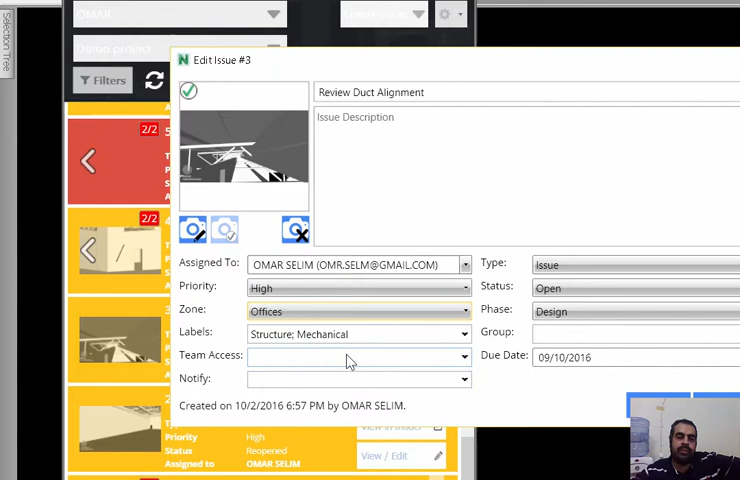 Selection Tree
OMAR
Demo project
Filters
N Edit Issue #3
Review Duct Alignment
Issue Description
2/2
2/2
Assigned To: OMAR SELIM (OMR.SELM@GMAIL.COM) Type: Issue
Priority: High Status: Open
Zone: Offices Phase: Design
Labels: Structure; Mechanical Group:
Team Access: Due Date: 09/10/2016
Notify:
Created on 10/2/2016 6:57 PM by OMAR SELIM.
Priority High
Status Reopened View / Edit
Assigned to OMAR SELIM